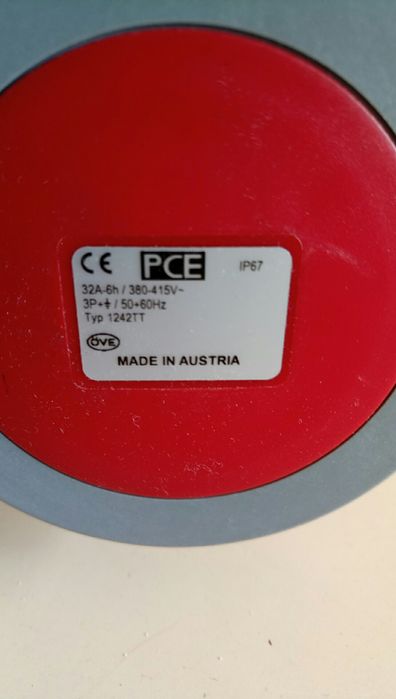 CE PCE IP67
32A-6h / 380-415V~
3P+⏚ / 50+60Hz
Typ 1242TT
ÖVE
MADE IN AUSTRIA